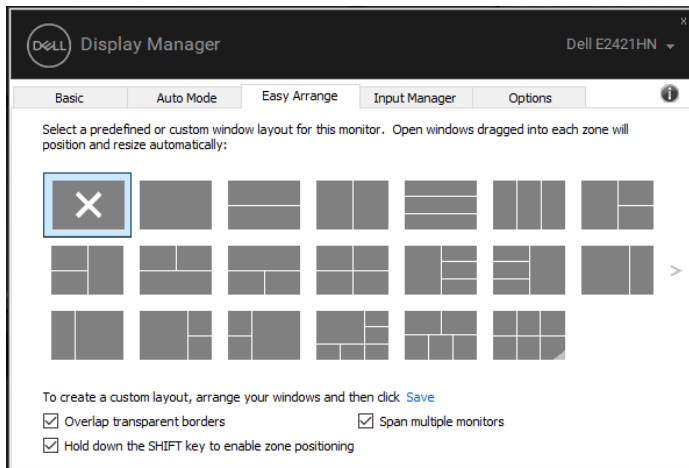 x
DELL Display Manager Dell E2421HN
Basic Auto Mode Easy Arrange Input Manager Options i
Select a predefined or custom window layout for this monitor. Open windows dragged into each zone will
position and resize automatically:
>
To create a custom layout, arrange your windows and then click Save
Overlap transparent borders Span multiple monitors
Hold down the SHIFT key to enable zone positioning